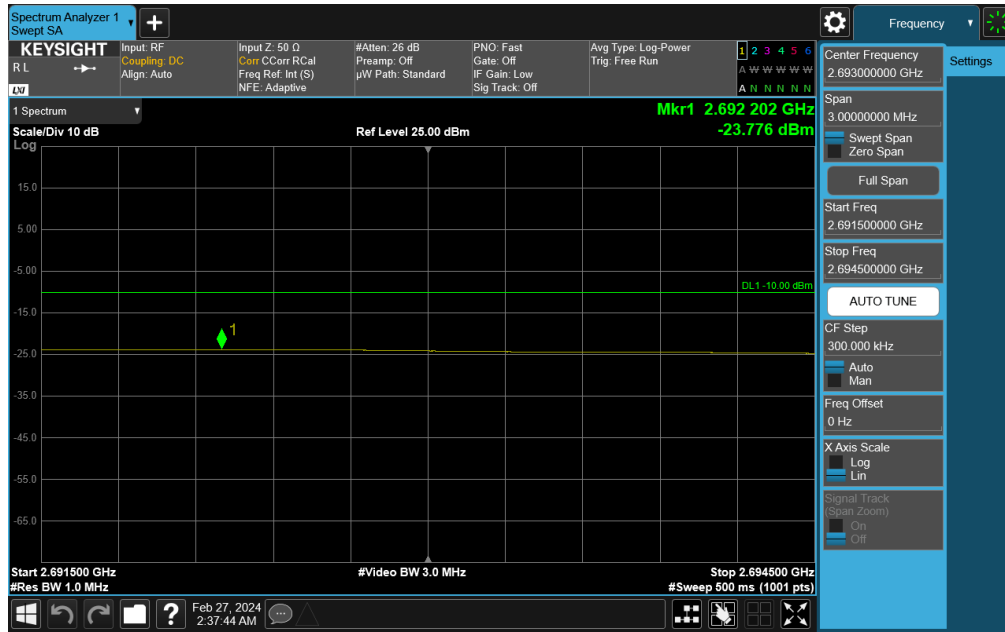 Spectrum Analyzer 1
Swept SA
Frequency
KEYSIGHT
R L
LXI
Input: RF
Coupling: DC
Align: Auto
Input Z: 50 Ω
Corr CCorr RCal
Freq Ref: Int (S)
NFE: Adaptive
#Atten: 26 dB
Preamp: Off
µW Path: Standard
PNO: Fast
Gate: Off
IF Gain: Low
Sig Track: Off
Avg Type: Log-Power
Trig: Free Run
1 2 3 4 5 6
A W W W W W
A N N N N N
1 Spectrum
Scale/Div 10 dB
Log
Ref Level 25.00 dBm
Mkr1 2.692 202 GHz
-23.776 dBm
15.0
5.00
-5.00
-15.0
-25.0
-35.0
-45.0
-55.0
-65.0
DL1 -10.00 dBm
1
Start 2.691500 GHz
#Res BW 1.0 MHz
#Video BW 3.0 MHz
Stop 2.694500 GHz
#Sweep 500 ms (1001 pts)
Feb 27, 2024
2:37:44 AM
Center Frequency
2.693000000 GHz
Settings
Span
3.00000000 MHz
Swept Span
Zero Span
Full Span
Start Freq
2.691500000 GHz
Stop Freq
2.694500000 GHz
AUTO TUNE
CF Step
300.000 kHz
Auto
Man
Freq Offset
0 Hz
X Axis Scale
Log
Lin
Signal Track
(Span Zoom)
On
Off